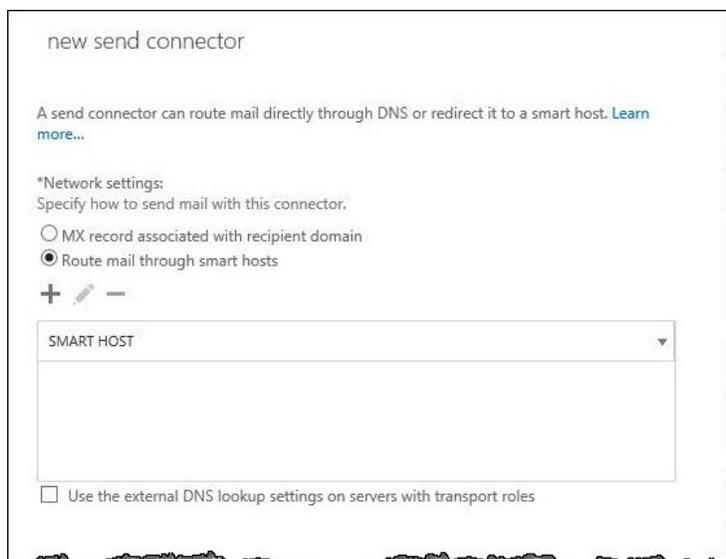 new send connector
A send connector can route mail directly through DNS or redirect it to a smart host. Learn
more...
*Network settings:
Specify how to send mail with this connector.
MX record associated with recipient domain
Route mail through smart hosts
SMART HOST
Use the external DNS lookup settings on servers with transport roles